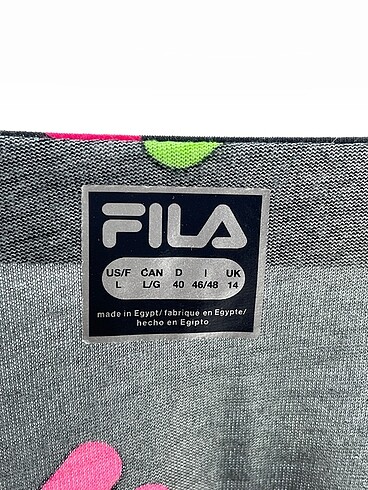 FILA
US/F CAN D I UK
L L/G 40 46/48 14
made in Egypt/ fabrique en Egypte/
hecho en Egipto